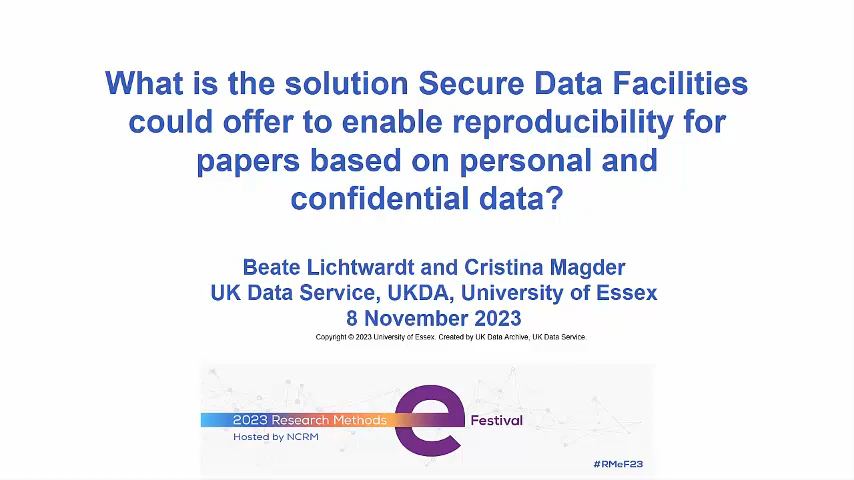 What is the solution Secure Data Facilities
could offer to enable reproducibility for
papers based on personal and
confidential data?
Beate Lichtwardt and Cristina Magder
UK Data Service, UKDA, University of Essex
8 November 2023
Copyright © 2023 University of Essex. Created by UK Data Archive, UK Data Service.
2023 Research Methods e Festival
Hosted by NCRM
#RMeF23